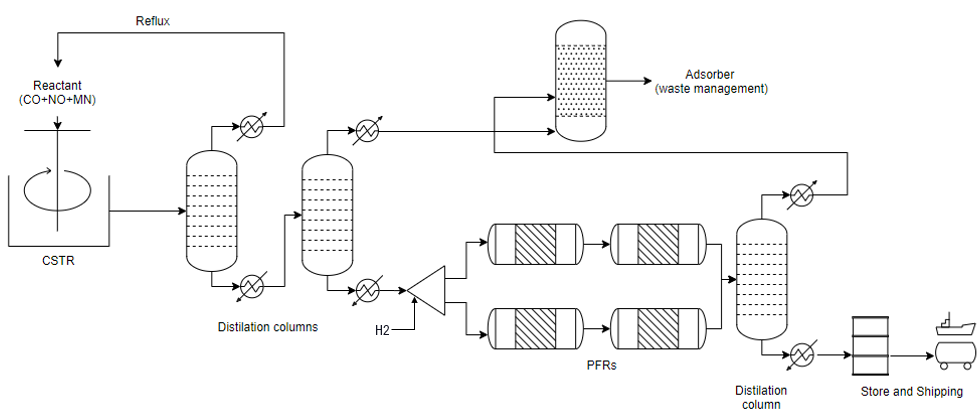 Reflux
Reactant
(CO+NO+MN)
Adsorber
(waste management)
CSTR
Distilation columns
H2
PFRs
Distilation
column
Store and Shipping